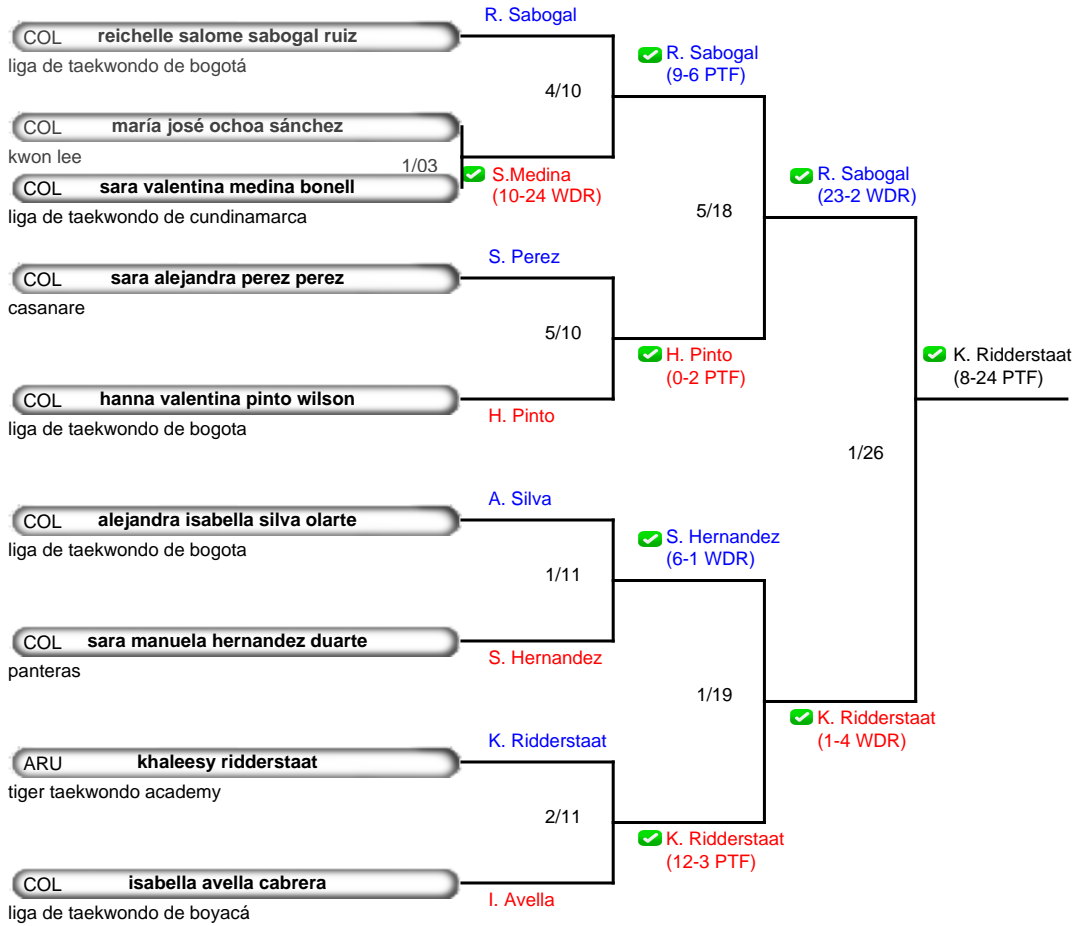 R. Sabogal
COL reichelle salome sabogal ruiz
liga de taekwondo de bogotá
R. Sabogal
(9-6 PTF)
4/10
COL maría josé ochoa sánchez
kwon lee
1/03
S.Medina
(10-24 WDR)
COL sara valentina medina bonell
liga de taekwondo de cundinamarca
R. Sabogal
(23-2 WDR)
5/18
S. Perez
COL sara alejandra perez perez
casanare
5/10
H. Pinto
(0-2 PTF)
K. Ridderstaat
(8-24 PTF)
COL hanna valentina pinto wilson
H. Pinto
liga de taekwondo de bogota
1/26
A. Silva
COL alejandra isabella silva olarte
liga de taekwondo de bogota
S. Hernandez
(6-1 WDR)
1/11
COL sara manuela hernandez duarte
S. Hernandez
panteras
1/19
K. Ridderstaat
(1-4 WDR)
K. Ridderstaat
ARU khaleesy ridderstaat
tiger taekwondo academy
2/11
K. Ridderstaat
(12-3 PTF)
COL isabella avella cabrera
I. Avella
liga de taekwondo de boyacá